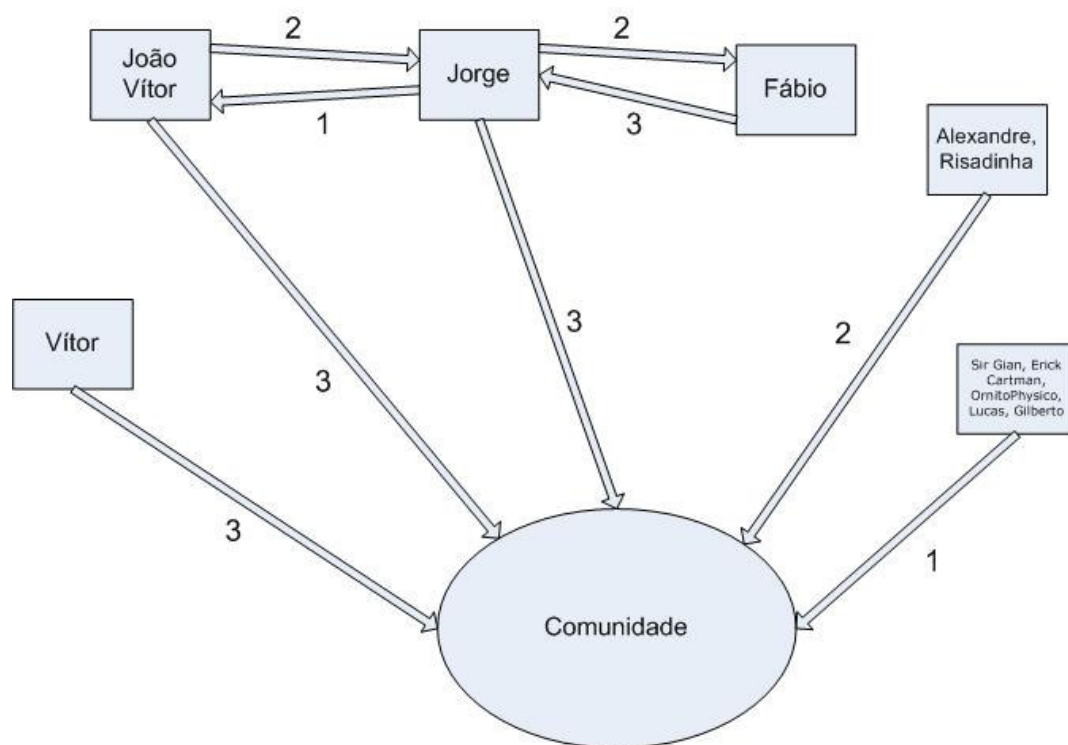 2
2
João
Vítor
Jorge
Fábio
1
3
Alexandre,
Risadinha
3
2
Vítor
3
Sir Gian, Erick
Cartman,
OrnitoPhysico,
Lucas, Gilberto
3
1
Comunidade